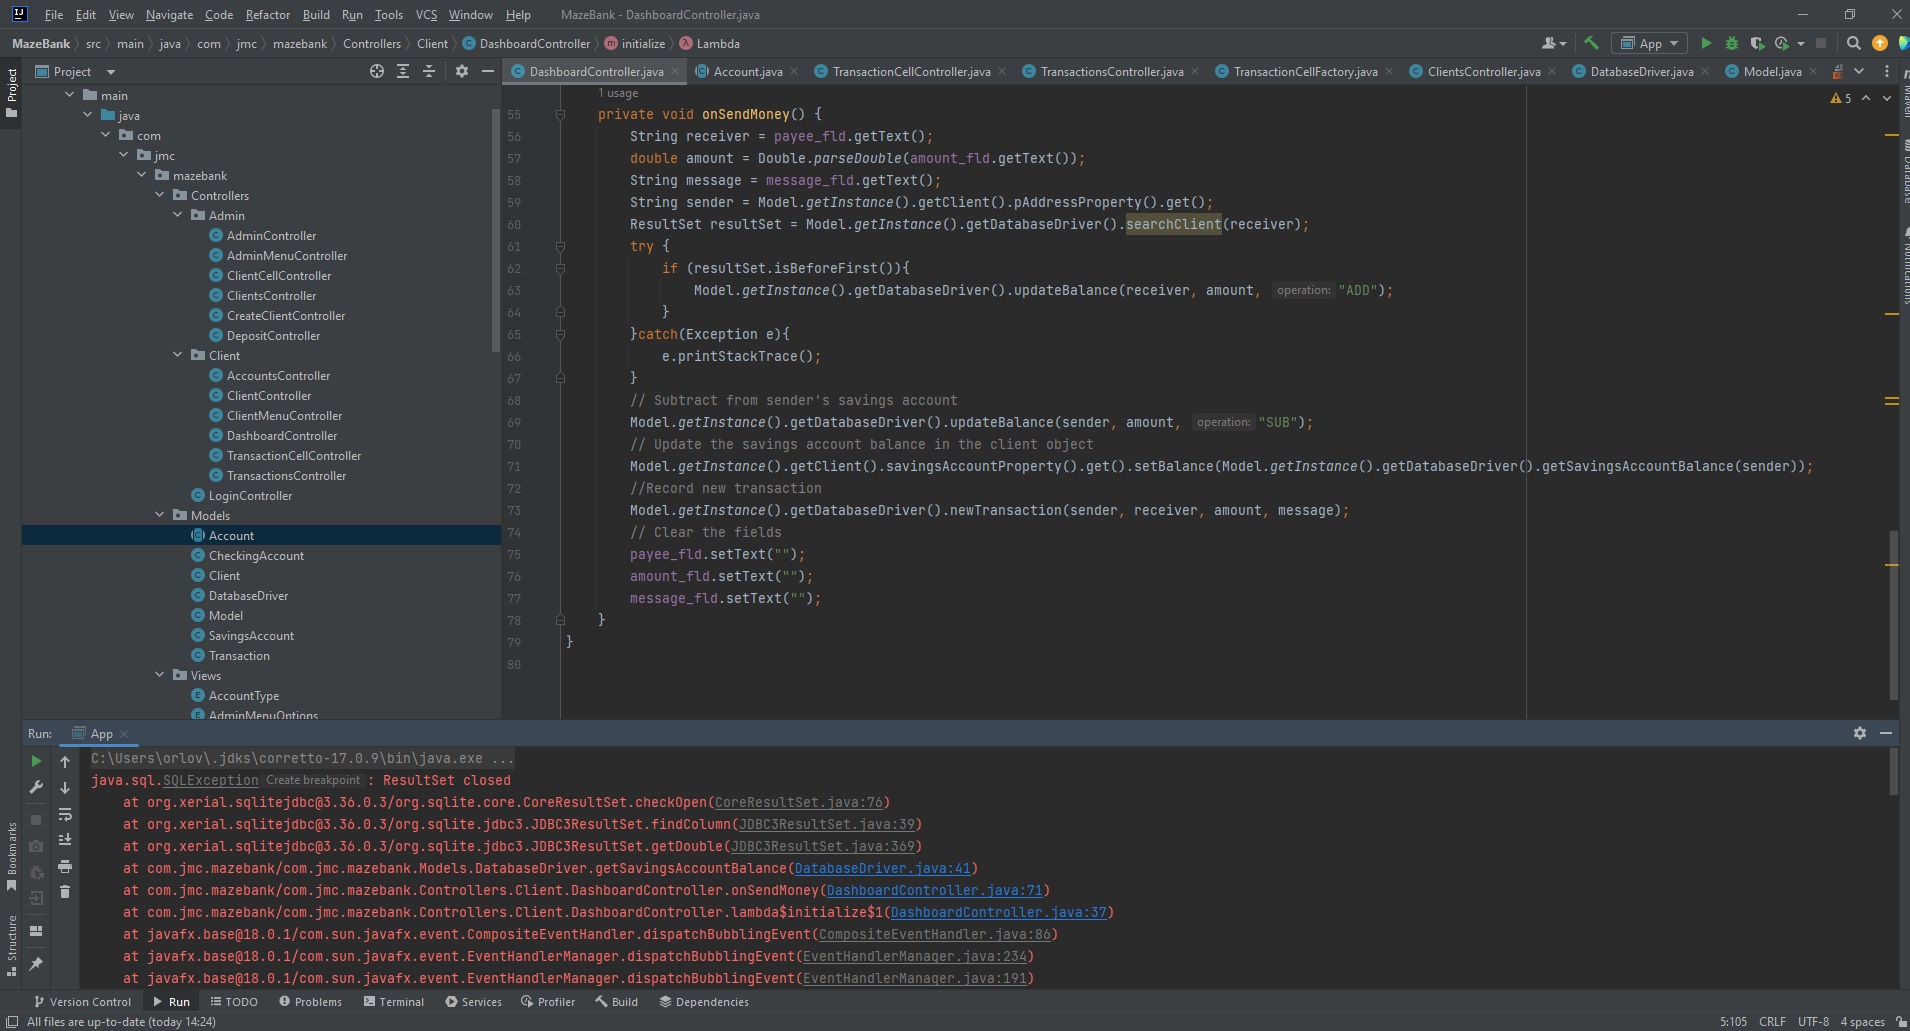 File Edit View Navigate Code Refactor Build Run Tools VCS Window Help MazeBank - DashboardController.java
MazeBank src main java com jmc mazebank Controllers Client DashboardController initialize Lambda App
Project
DashboardController.java Account.java TransactionCellController.java TransactionsController.java TransactionCellFactory.java ClientsController.java DatabaseDriver.java Model.java
Project
Bookmarks
Structure
main
java
com
jmc
mazebank
Controllers
Admin
AdminController
AdminMenuController
ClientCellController
ClientsController
CreateClientController
DepositController
Client
AccountsController
ClientController
ClientMenuController
DashboardController
TransactionCellController
TransactionsController
LoginController
Models
Account
CheckingAccount
Client
DatabaseDriver
Model
SavingsAccount
Transaction
Views
AccountType
AdminMenuOptions
1 usage
5
55 private void onSendMoney() {
56 String receiver = payee_fld.getText();
57 double amount = Double.parseDouble(amount_fld.getText());
58 String message = message_fld.getText();
59 String sender = Model.getInstance().getClient().pAddressProperty().get();
60 ResultSet resultSet = Model.getInstance().getDatabaseDriver().searchClient(receiver);
61 try {
62 if (resultSet.isBeforeFirst()){
63 Model.getInstance().getDatabaseDriver().updateBalance(receiver, amount, operation: "ADD");
64 }
65 }catch(Exception e){
66 e.printStackTrace();
67 }
68 // Subtract from sender's savings account
69 Model.getInstance().getDatabaseDriver().updateBalance(sender, amount, operation: "SUB");
70 // Update the savings account balance in the client object
71 Model.getInstance().getClient().savingsAccountProperty().get().setBalance(Model.getInstance().getDatabaseDriver().getSavingsAccountBalance(sender));
72 //Record new transaction
73 Model.getInstance().getDatabaseDriver().newTransaction(sender, receiver, amount, message);
74 // Clear the fields
75 payee_fld.setText("");
76 amount_fld.setText("");
77 message_fld.setText("");
78 }
79 }
80
Maven
Database
Notifications
Run: App
C:\Users\orlov\.jdks\corretto-17.0.9\bin\java.exe ...
java.sql.SQLException Create breakpoint : ResultSet closed
at org.xerial.sqlitejdbc@3.36.0.3/org.sqlite.core.CoreResultSet.checkOpen(CoreResultSet.java:76)
at org.xerial.sqlitejdbc@3.36.0.3/org.sqlite.jdbc3.JDBC3ResultSet.findColumn(JDBC3ResultSet.java:39)
at org.xerial.sqlitejdbc@3.36.0.3/org.sqlite.jdbc3.JDBC3ResultSet.getDouble(JDBC3ResultSet.java:369)
at com.jmc.mazebank/com.jmc.mazebank.Models.DatabaseDriver.getSavingsAccountBalance(DatabaseDriver.java:41)
at com.jmc.mazebank/com.jmc.mazebank.Controllers.Client.DashboardController.onSendMoney(DashboardController.java:71)
at com.jmc.mazebank/com.jmc.mazebank.Controllers.Client.DashboardController.lambda$initialize$1(DashboardController.java:37)
at javafx.base@18.0.1/com.sun.javafx.event.CompositeEventHandler.dispatchBubblingEvent(CompositeEventHandler.java:86)
at javafx.base@18.0.1/com.sun.javafx.event.EventHandlerManager.dispatchBubblingEvent(EventHandlerManager.java:234)
at javafx.base@18.0.1/com.sun.javafx.event.EventHandlerManager.dispatchBubblingEvent(EventHandlerManager.java:191)
Version Control Run TODO Problems Terminal Services Profiler Build Dependencies
All files are up-to-date (today 14:24) 5:105 CRLF UTF-8 4 spaces